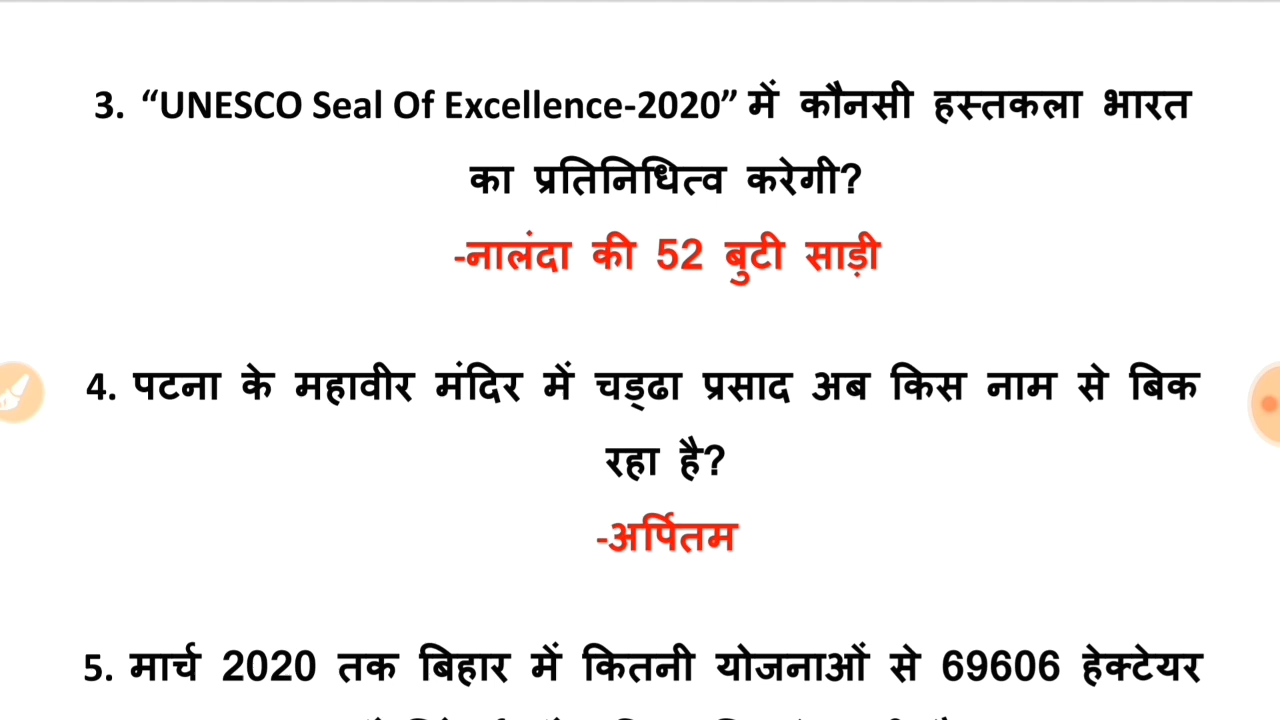 3. “UNESCO Seal Of Excellence-2020” में कौनसी हस्तकला भारत
का प्रतिनिधित्व करेगी?
-नालंदा की 52 बुटी साड़ी
4. पटना के महावीर मंदिर में चड्ढा प्रसाद अब किस नाम से बिक
रहा है?
-अर्पितम
5. मार्च 2020 तक बिहार में कितनी योजनाओं से 69606 हेक्टेयर